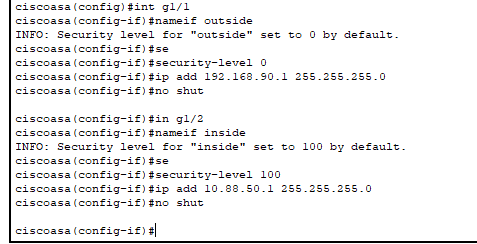 ciscoasa(config)#int g1/1
ciscoasa(config-if)#nameif outside
INFO: Security level for "outside" set to 0 by default.
ciscoasa(config-if)#se
ciscoasa(config-if)#security-level 0
ciscoasa(config-if)#ip add 192.168.90.1 255.255.255.0
ciscoasa(config-if)#no shut
ciscoasa(config-if)#in g1/2
ciscoasa(config-if)#nameif inside
INFO: Security level for "inside" set to 100 by default.
ciscoasa(config-if)#se
ciscoasa(config-if)#security-level 100
ciscoasa(config-if)#ip add 10.88.50.1 255.255.255.0
ciscoasa(config-if)#no shut
ciscoasa(config-if)#